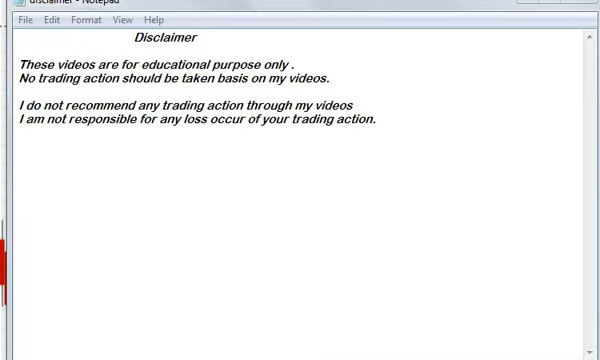 disclaimer - Notepad
File Edit Format View Help
Disclaimer
These videos are for educational purpose only .
No trading action should be taken basis on my videos.
I do not recommend any trading action through my videos
I am not responsible for any loss occur of your trading action.